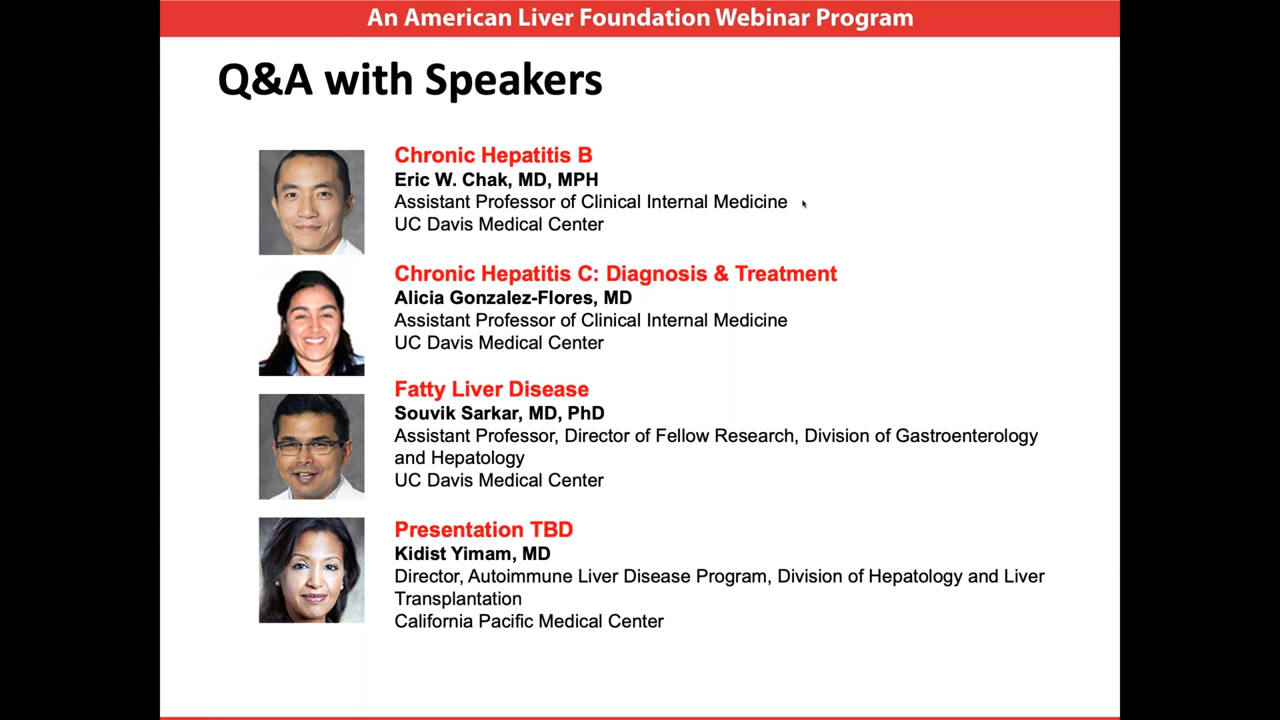 An American Liver Foundation Webinar Program
Q&A with Speakers
Chronic Hepatitis B
Eric W. Chak, MD, MPH
Assistant Professor of Clinical Internal Medicine
UC Davis Medical Center
Chronic Hepatitis C: Diagnosis & Treatment
Alicia Gonzalez-Flores, MD
Assistant Professor of Clinical Internal Medicine
UC Davis Medical Center
Fatty Liver Disease
Souvik Sarkar, MD, PhD
Assistant Professor, Director of Fellow Research, Division of Gastroenterology
and Hepatology
UC Davis Medical Center
Presentation TBD
Kidist Yimam, MD
Director, Autoimmune Liver Disease Program, Division of Hepatology and Liver
Transplantation
California Pacific Medical Center